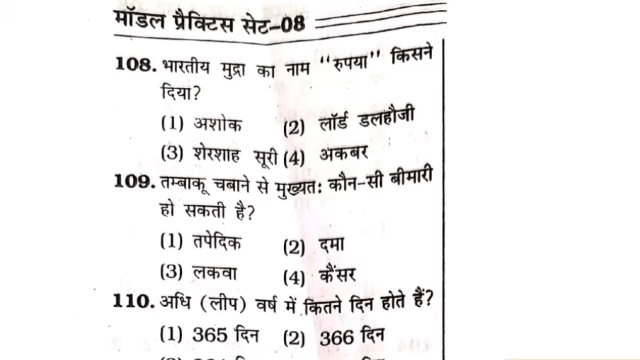 मॉडल प्रैक्टिस सेट–08
108. भारतीय मुद्रा का नाम "रुपया" किसने
दिया?
(1) अशोक (2) लॉर्ड डलहौजी
(3) शेरशाह सूरी (4) अकबर
109. तम्बाकू चबाने से मुख्यतः कौन-सी बीमारी
हो सकती है?
(1) तपेदिक (2) दमा
(3) लकवा (4) कैंसर
110. अधि (लीप) वर्ष में कितने दिन होते हैं?
(1) 365 दिन (2) 366 दिन